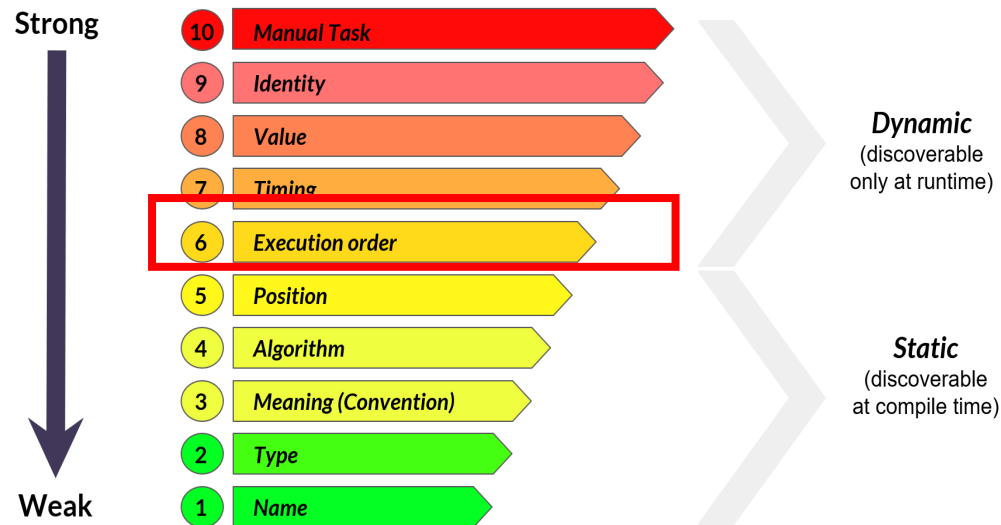 Strong
10 Manual Task
9 Identity
8 Value
7 Timing
6 Execution order
5 Position
4 Algorithm
3 Meaning (Convention)
2 Type
1 Name
Weak
Dynamic
(discoverable
only at runtime)
Static
(discoverable
at compile time)